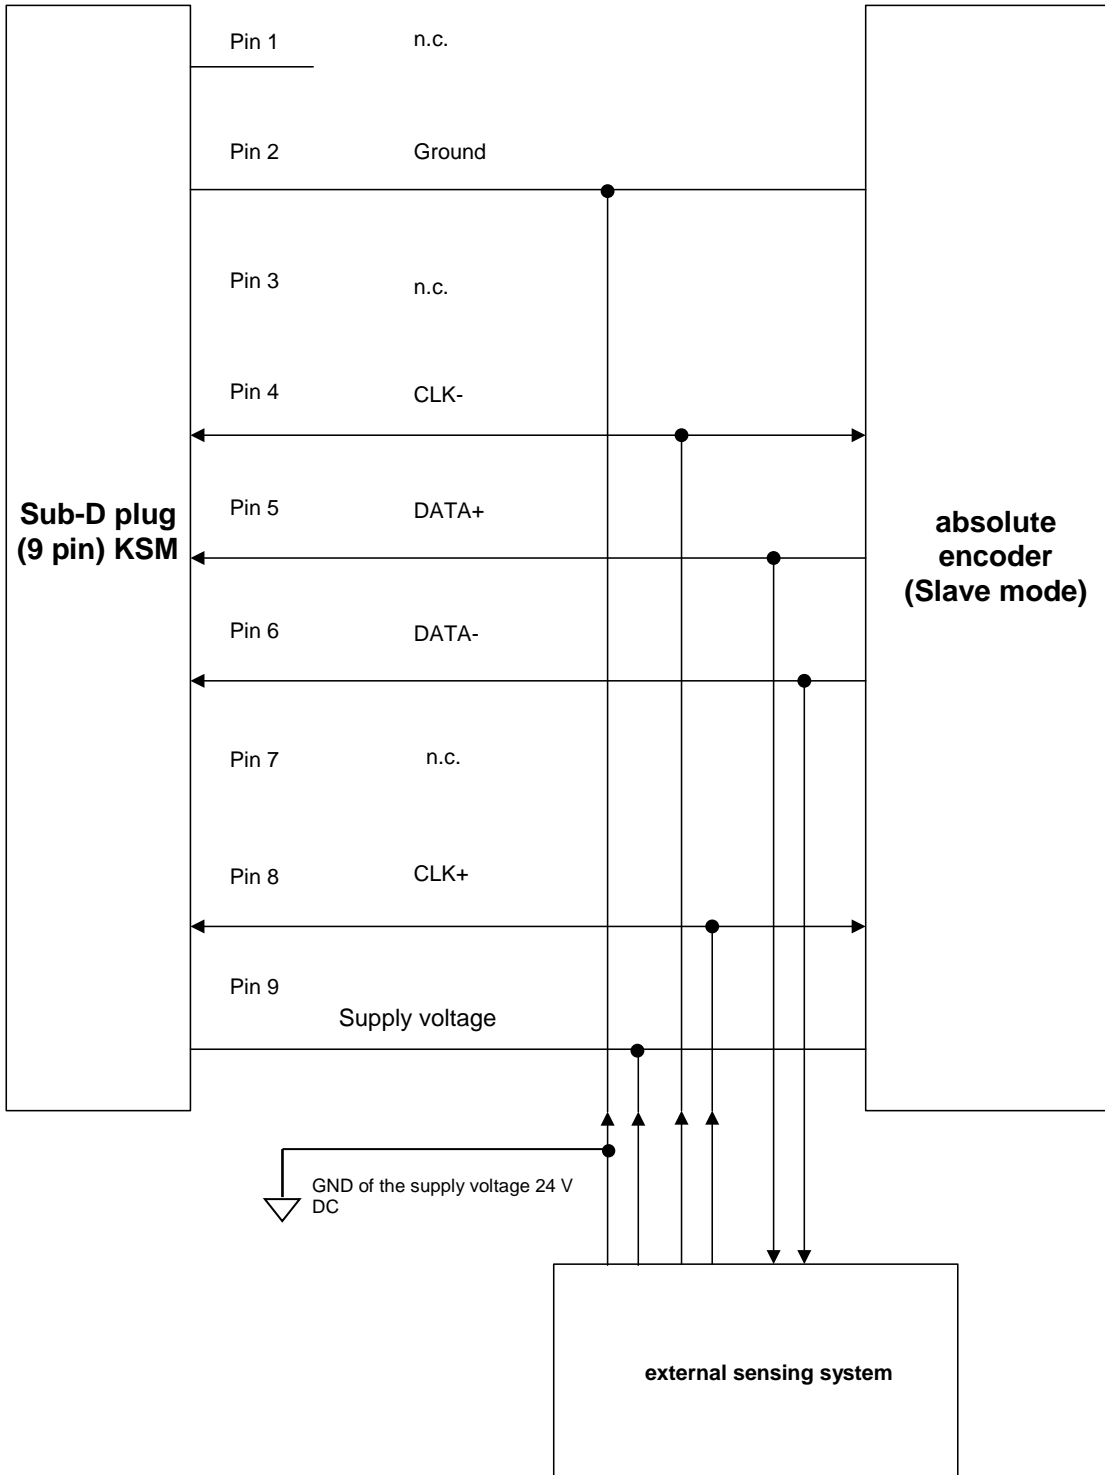 Pin 1
n.c.
Pin 2
Ground
Pin 3
n.c.
Pin 4
CLK-
Sub-D plug
(9 pin) KSM
Pin 5
DATA+
absolute
encoder
(Slave mode)
Pin 6
DATA-
Pin 7
n.c.
Pin 8
CLK+
Pin 9
Supply voltage
GND of the supply voltage 24 V
DC
external sensing system